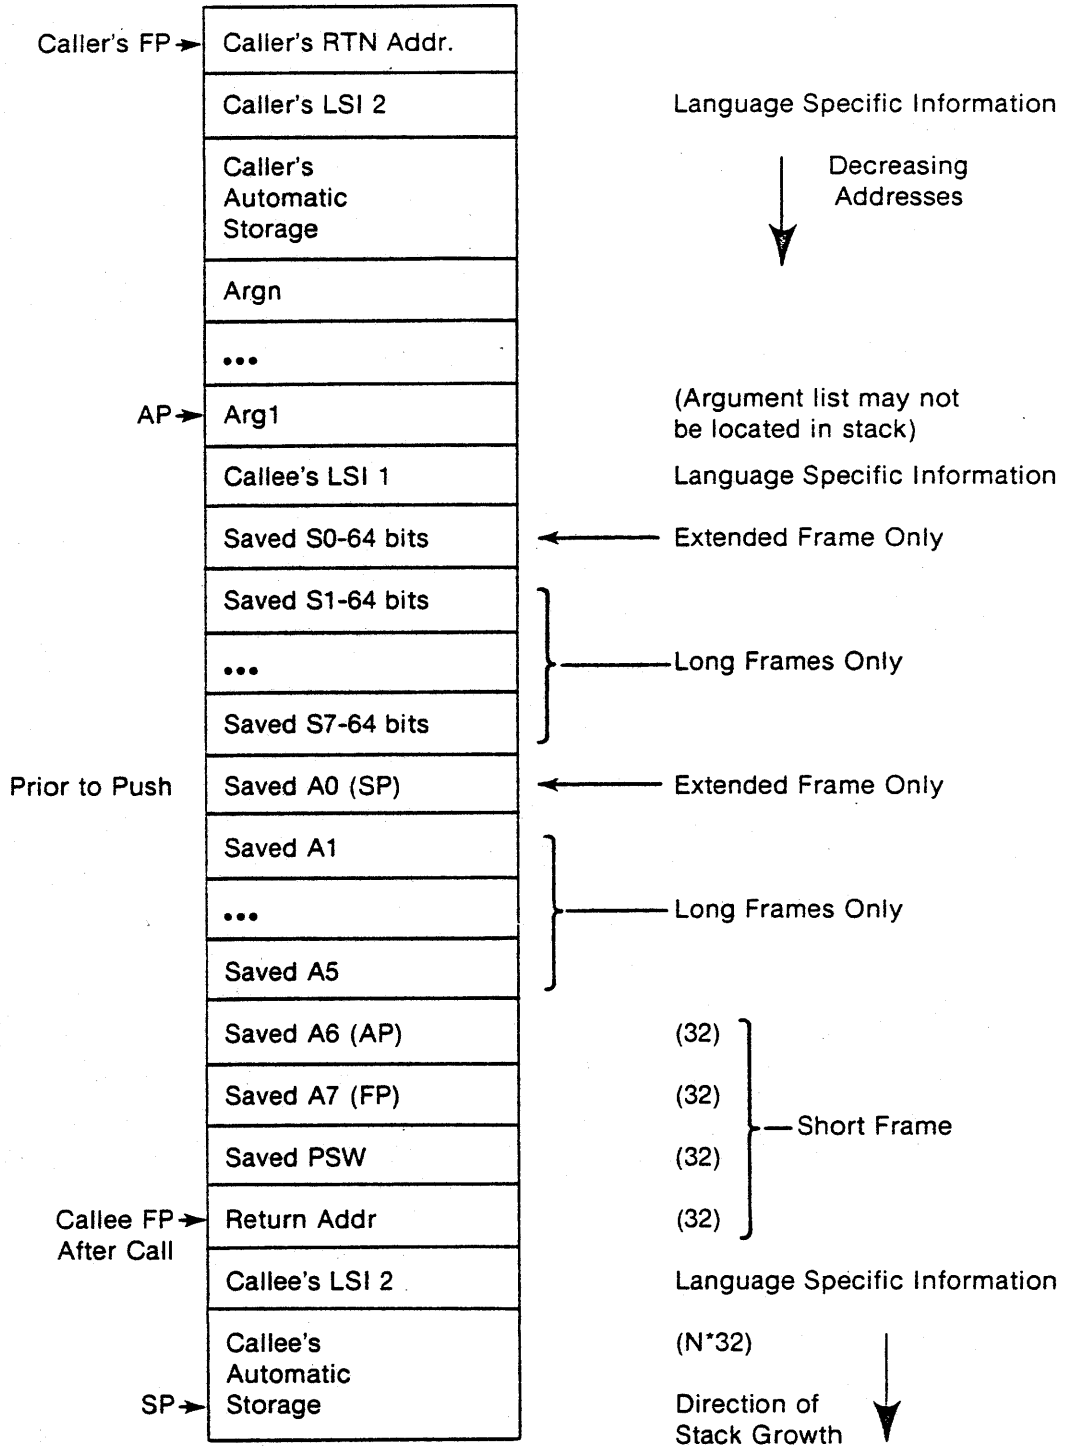 Caller's FP
Caller's RTN Addr.
Caller's LSI 2
Language Specific Information
Caller's
Automatic
Storage
Decreasing
Addresses
Argn
•••
AP
Arg1
(Argument list may not
be located in stack)
Callee's LSI 1
Language Specific Information
Saved S0-64 bits
Extended Frame Only
Saved S1-64 bits
•••
Long Frames Only
Saved S7-64 bits
Prior to Push
Saved A0 (SP)
Extended Frame Only
Saved A1
•••
Long Frames Only
Saved A5
Saved A6 (AP)
(32)
Saved A7 (FP)
(32)
Short Frame
Saved PSW
(32)
Callee FP
After Call
Return Addr
(32)
Callee's LSI 2
Language Specific Information
Callee's
Automatic
Storage
(N*32)
SP
Direction of
Stack Growth